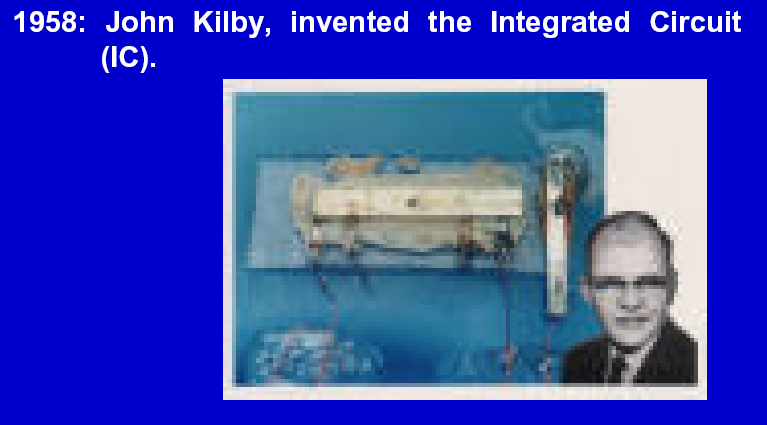 1958: John Kilby, invented the Integrated Circuit
(IC).